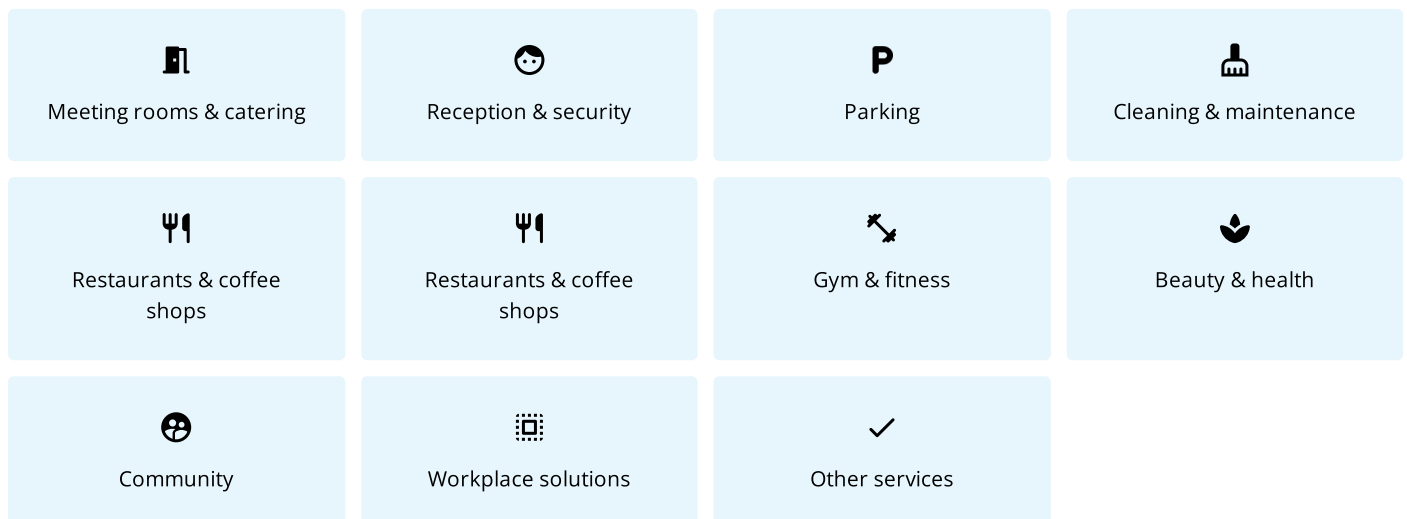 Meeting rooms & catering
Reception & security
Parking
Cleaning & maintenance
Restaurants & coffee
shops
Restaurants & coffee
shops
Gym & fitness
Beauty & health
Community
Workplace solutions
Other services